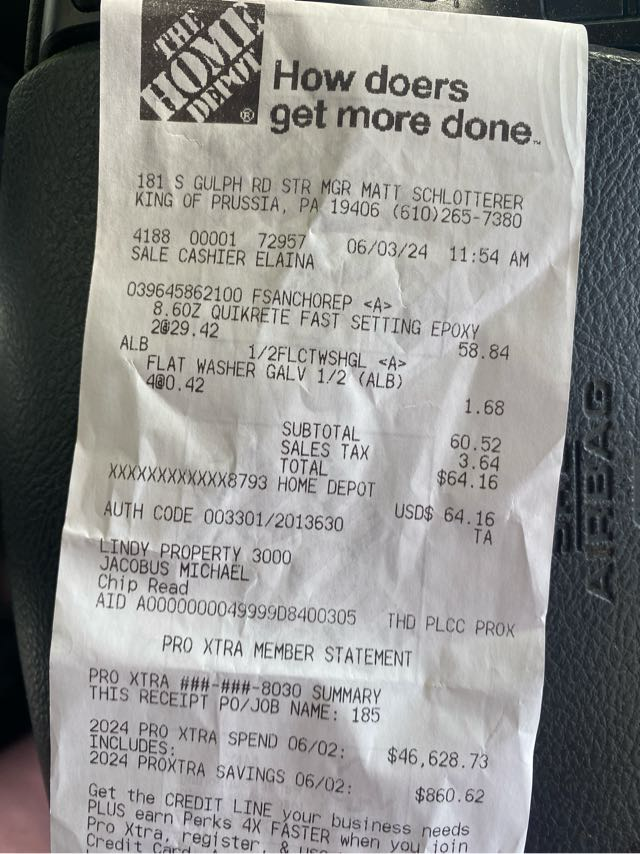 THE
HOME
DEPOT
®
How doers
get more done™
181 S GULPH RD STR MGR MATT SCHLOTTERER
KING OF PRUSSIA, PA 19406 (610)265-7380
4188 00001 72957 06/03/24 11:54 AM
SALE CASHIER ELAINA
039645862100 FSANCHOREP <A>
8.6OZ QUIKRETE FAST SETTING EPOXY
2@29.42 58.84
ALB 1/2FLCTWSHGL <A>
FLAT WASHER GALV 1/2 (ALB)
4@0.42 1.68
SUBTOTAL 60.52
SALES TAX 3.64
TOTAL $64.16
XXXXXXXXXXXX8793 HOME DEPOT
USD$ 64.16
AUTH CODE 003301/2013630 TA
LINDY PROPERTY 3000
JACOBUS MICHAEL
Chip Read
AID A0000000049999D8400305 THD PLCC PROX
PRO XTRA MEMBER STATEMENT
PRO XTRA ###-###-8030 SUMMARY
THIS RECEIPT PO/JOB NAME: 185
2024 PRO XTRA SPEND 06/02: $46,628.73
INCLUDES:
2024 PROXTRA SAVINGS 06/02: $860.62
Get the CREDIT LINE your business needs
PLUS earn Perks 4X FASTER when you join
Pro Xtra, register, & use
Credit Card
AIRBAG